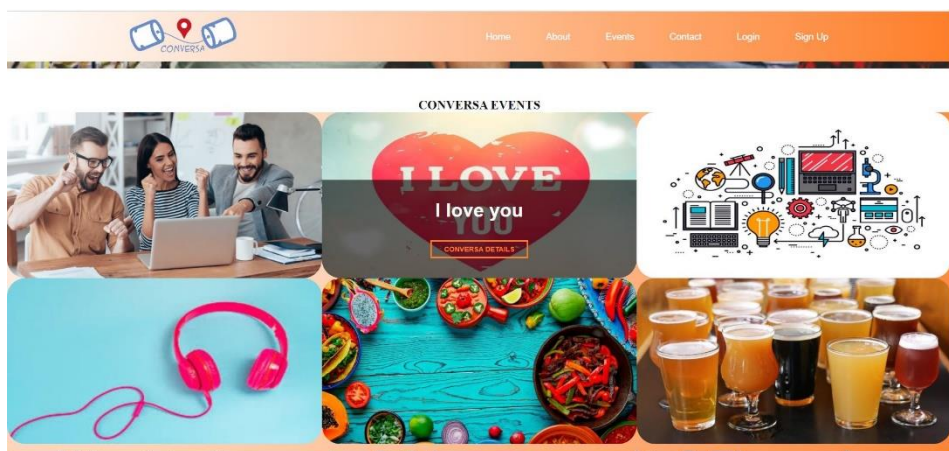 CONVERSA
Home About Events Contact Login Sign Up
CONVERSA EVENTS
I LOVE
YOU
I love you
CONVERSA DETAILS